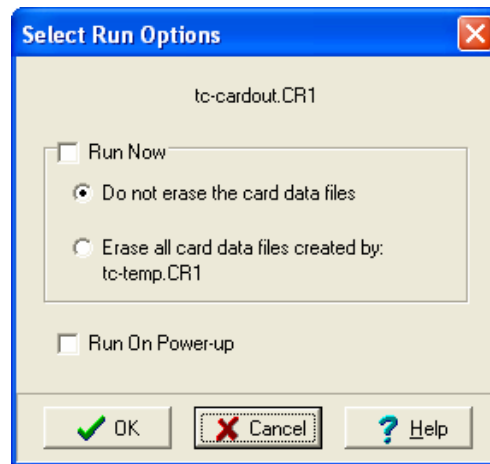 Select Run Options
tc-cardout.CR1
Run Now
Do not erase the card data files
Erase all card data files created by:
tc-temp.CR1
Run On Power-up
OK
Cancel
Help